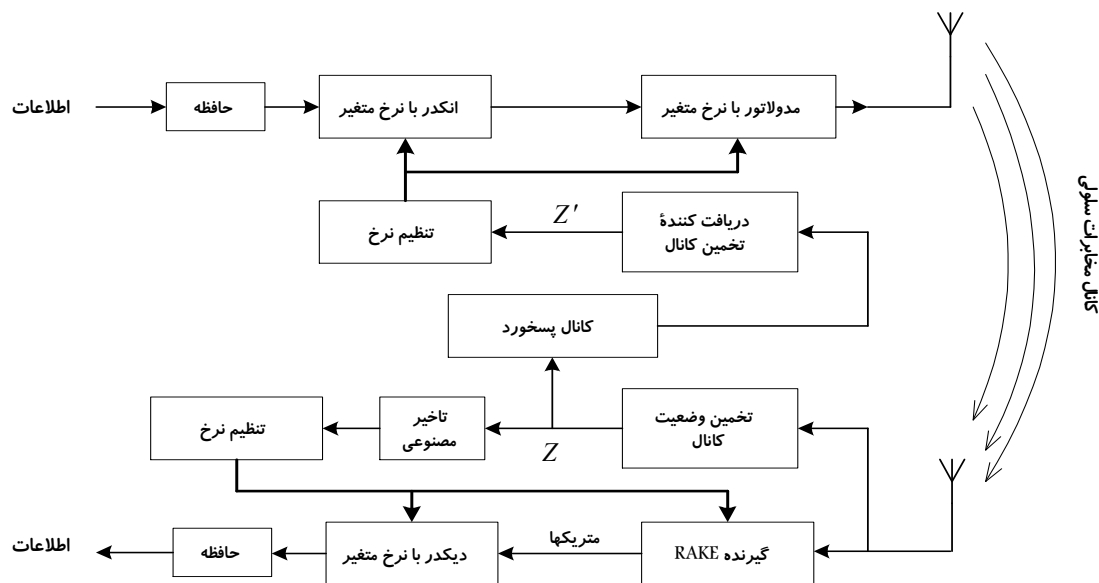 اطلاعات
حافظه
انکدر با نرخ متغیر
مدولاتور با نرخ متغیر
کانال مخابرات سلولی
تنظیم نرخ
Z'
دریافت کنندۀ
تخمین کانال
کانال پسخورد
تنظیم نرخ
تاخیر
مصنوعی
Z
تخمین وضعیت
کانال
اطلاعات
حافظه
دیکدر با نرخ متغیر
متریکها
گیرنده RAKE